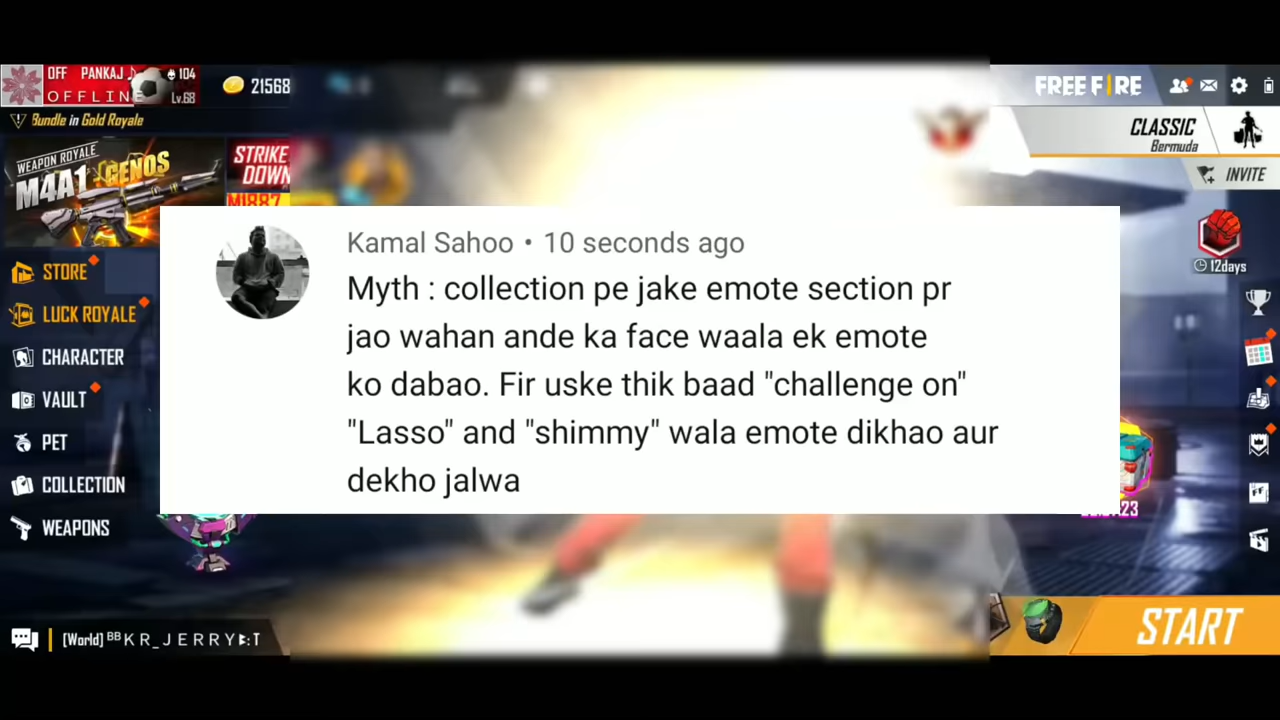 OFF PANKAJ♪
104
OFFLINE
Lv.68
21568
FREE FIRE
Bundle in Gold Royale
CLASSIC
Bermuda
INVITE
WEAPON ROYALE
M4A1 GENOS
STRIKE
DOWN
M1887
12days
STORE
LUCK ROYALE
CHARACTER
VAULT
PET
COLLECTION
WEAPONS
Kamal Sahoo • 10 seconds ago
Myth : collection pe jake emote section pr
jao wahan ande ka face waala ek emote
ko dabao. Fir uske thik baad "challenge on"
"Lasso" and "shimmy" wala emote dikhao aur
dekho jalwa
[World] BB K R _ J E R R Y
START